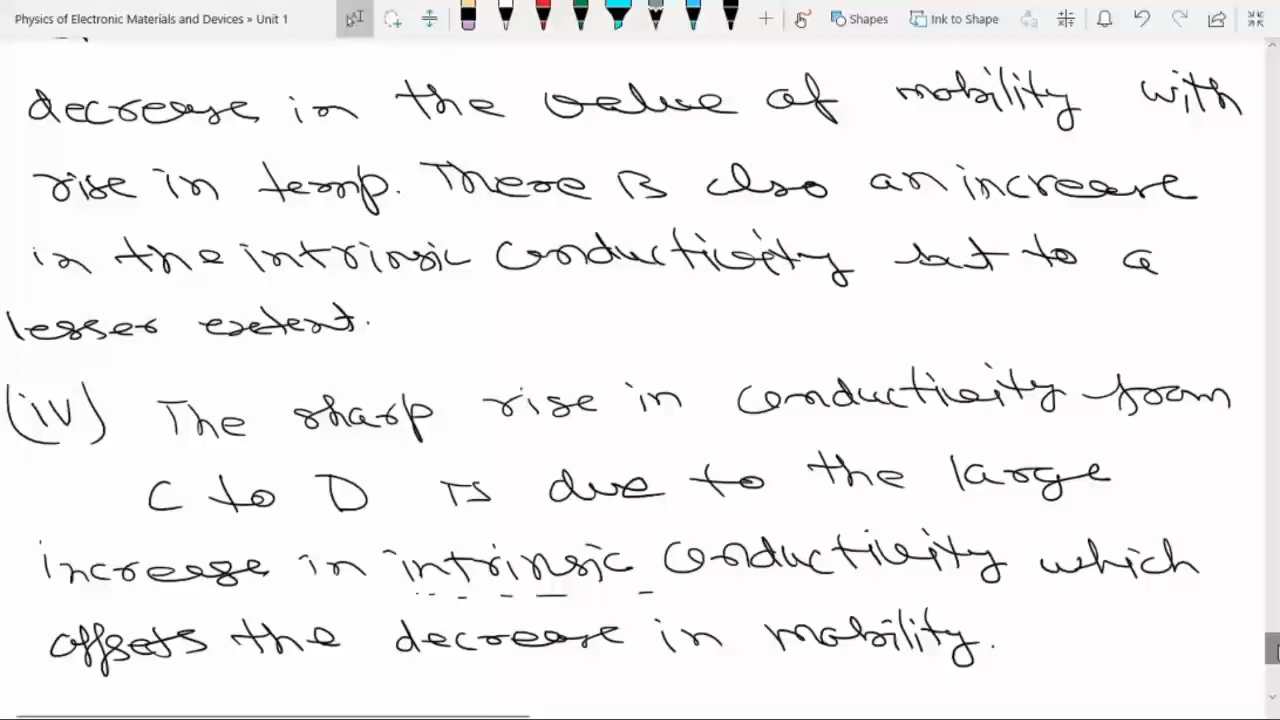 Physics of Electronic Materials and Devices » Unit 1
Shapes
Ink to Shape
decrease in the value of mobility with
rise in temp. There is also an increase
in the intrinsic conductivity but to a
lesser extent.
(iv) The sharp rise in conductivity from
C to D is due to the large
increase in intrinsic conductivity which
offsets the decrease in mobility.